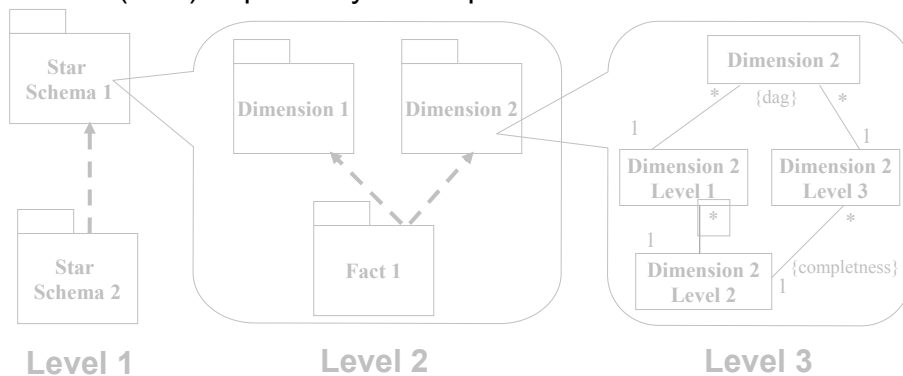 Star
Schema 1
Star
Schema 2
Level 1
Dimension 1
Dimension 2
Fact 1
Level 2
Dimension 2
*
{dag}
*
1
1
Dimension 2
Level 1
Dimension 2
Level 3
*
*
1
Dimension 2
Level 2
{completness}
1
Level 3